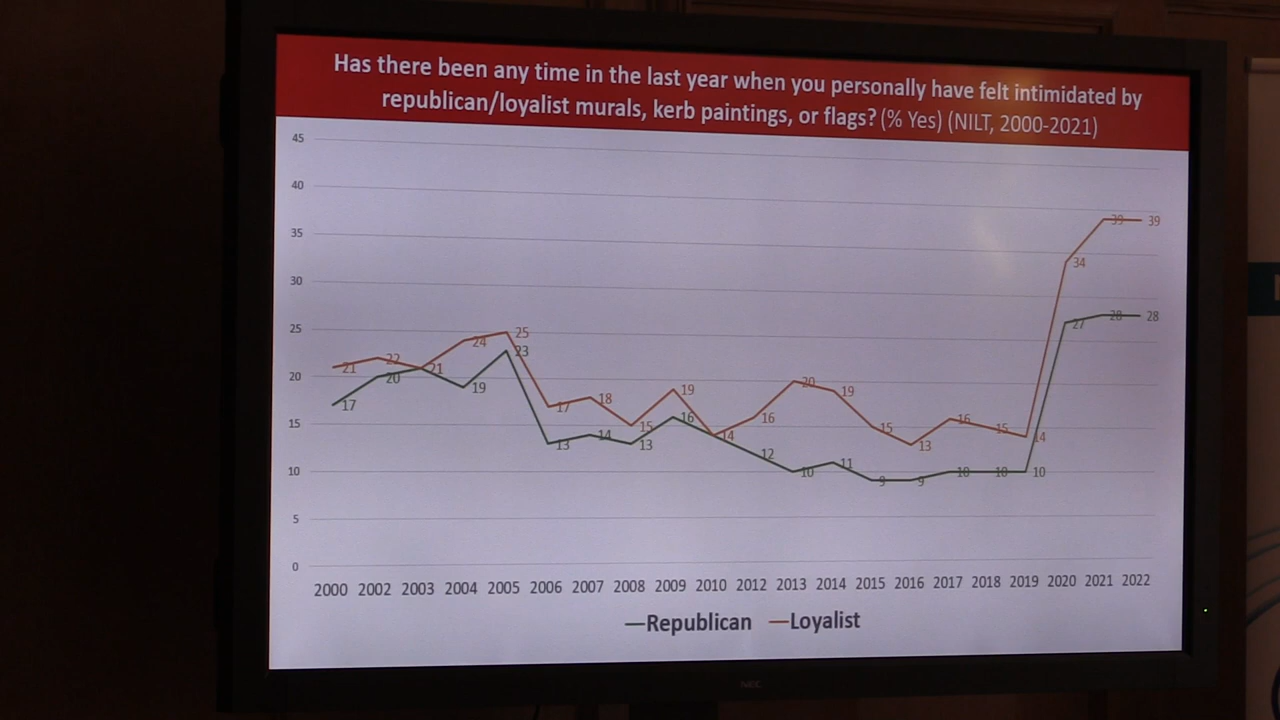 Has there been any time in the last year when you personally have felt intimidated by
republican/loyalist murals, kerb paintings, or flags? (% Yes) (NILT, 2000-2021)
45
40
35
30
25
20
15
10
5
0
21 22 21 24 25 17 18 15 19 14 16 20 19 15 13 16 15 14 34 39 39
17 20 19 23 13 14 13 16 12 10 11 9 9 10 10 10 27 28 28
2000 2002 2003 2004 2005 2006 2007 2008 2009 2010 2012 2013 2014 2015 2016 2017 2018 2019 2020 2021 2022
Republican Loyalist
NEC